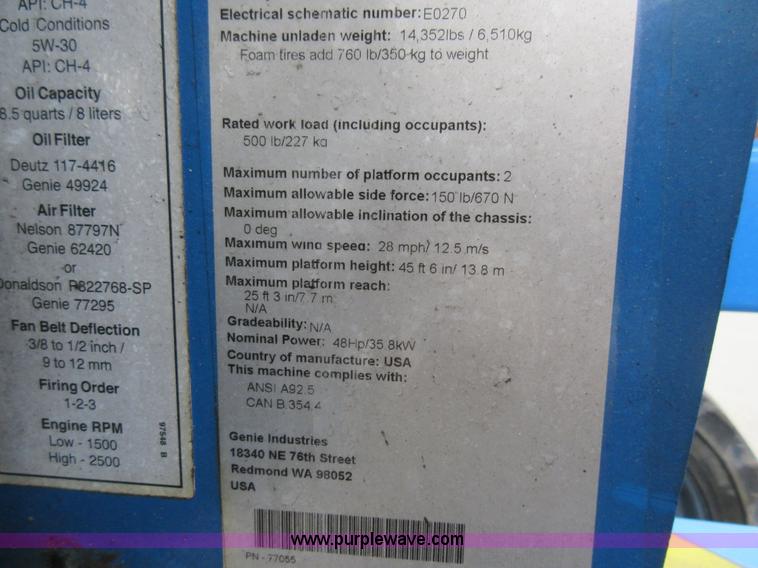 API: CH-4
Cold Conditions
5W-30
API: CH-4
Oil Capacity
8.5 quarts / 8 liters
Oil Filter
Deutz 117-4416
Genie 49924
Air Filter
Nelson 87797N
Genie 62420
or
Donaldson P822768-SP
Genie 77295
Fan Belt Deflection
3/8 to 1/2 inch /
9 to 12 mm
Firing Order
1-2-3
Engine RPM
Low - 1500
High - 2500
97548 B
Electrical schematic number: E0270
Machine unladen weight: 14,352lbs / 6,510kg
Foam tires add 760 lb/350 kg to weight
Rated work load (including occupants):
500 lb/227 kg
Maximum number of platform occupants: 2
Maximum allowable side force: 150 lb/670 N
Maximum allowable inclination of the chassis:
0 deg
Maximum wind speed: 28 mph/ 12.5 m/s
Maximum platform height: 45 ft 6 in/ 13.8 m
Maximum platform reach:
25 ft 3 in/7.7 m
N/A
Gradeability: N/A
Nominal Power: 48Hp/35.8kW
Country of manufacture: USA
This machine complies with:
ANSI A92.5
CAN B.354.4
Genie Industries
18340 NE 76th Street
Redmond WA 98052
USA
PN - 77055
www.purplewave.com